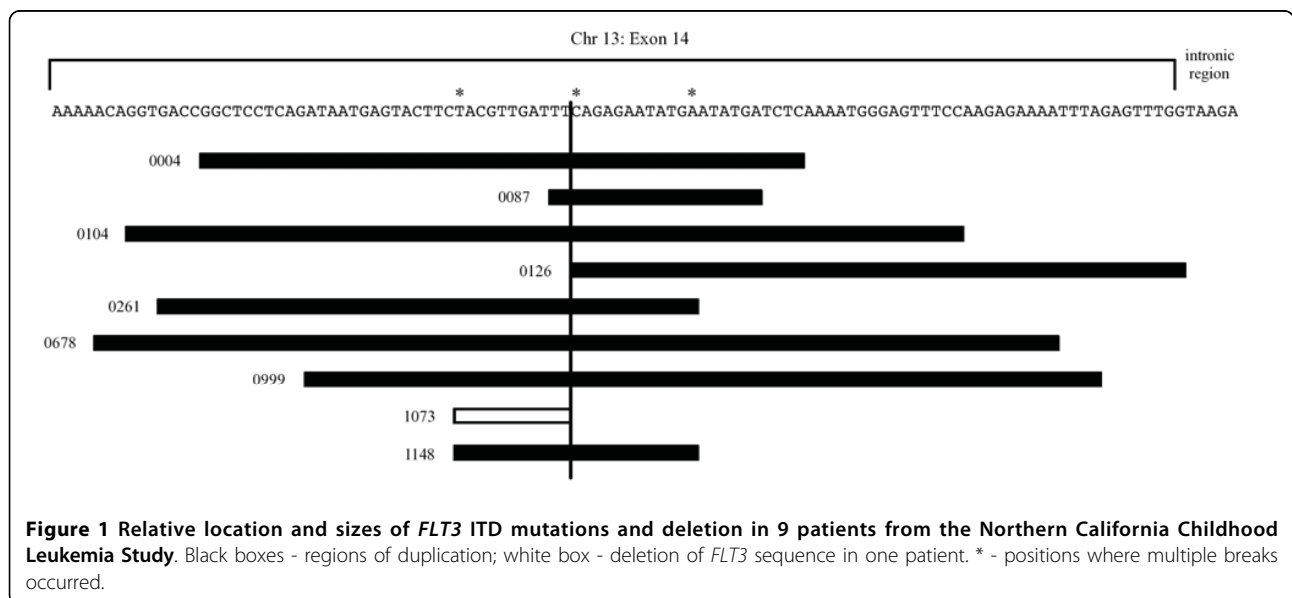 Chr 13: Exon 14
intronic
region
* * *
AAAAACAGGTGACCGGCTCCTCAGATAATGAGTACTTCTACGTTGATTTCAGAGAATATGAATATGATCTCAAAATGGGAGTTTCCAAGAGAAAATTTAGAGTTTGGTAAGA
0004
0087
0104
0126
0261
0678
0999
1073
1148
Figure 1 Relative location and sizes of FLT3 ITD mutations and deletion in 9 patients from the Northern California Childhood
Leukemia Study. Black boxes - regions of duplication; white box - deletion of FLT3 sequence in one patient. * - positions where multiple breaks
occurred.